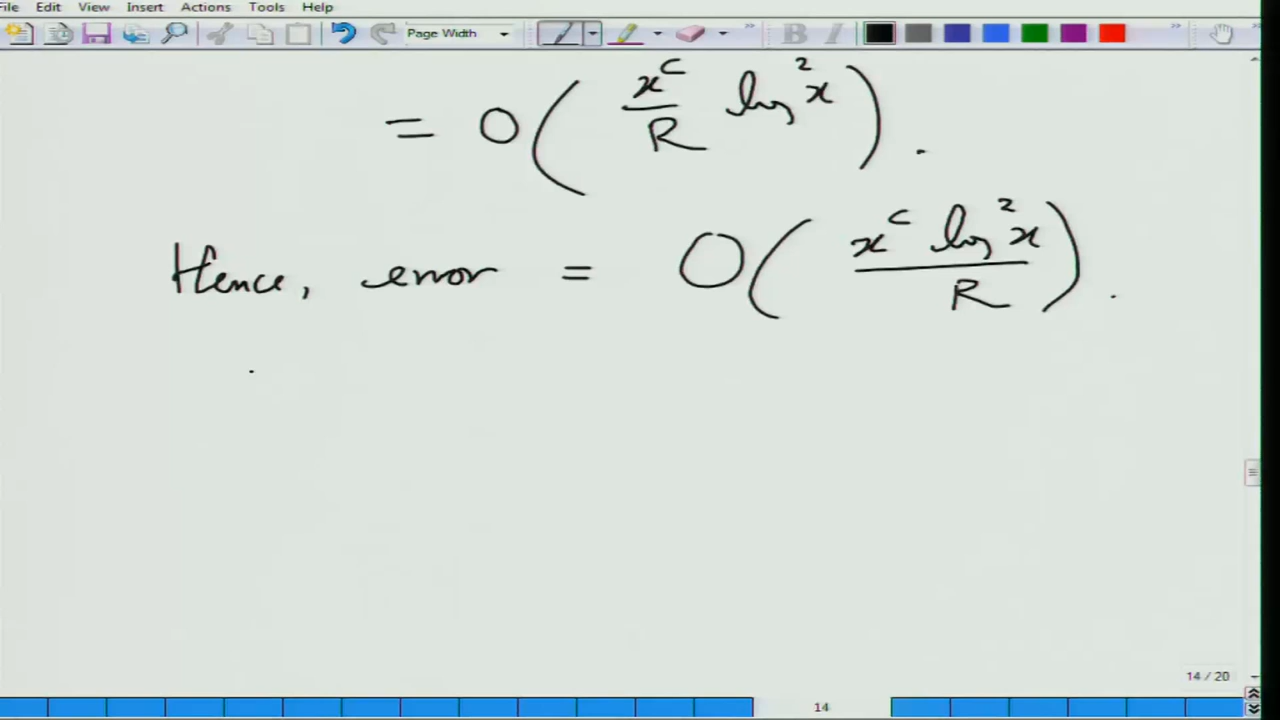 File Edit View Insert Actions Tools Help
Page Width
B I
= O( x^c/R log^2 x ).
Hence, error = O( x^c log^2 x / R ).
14 / 20
14